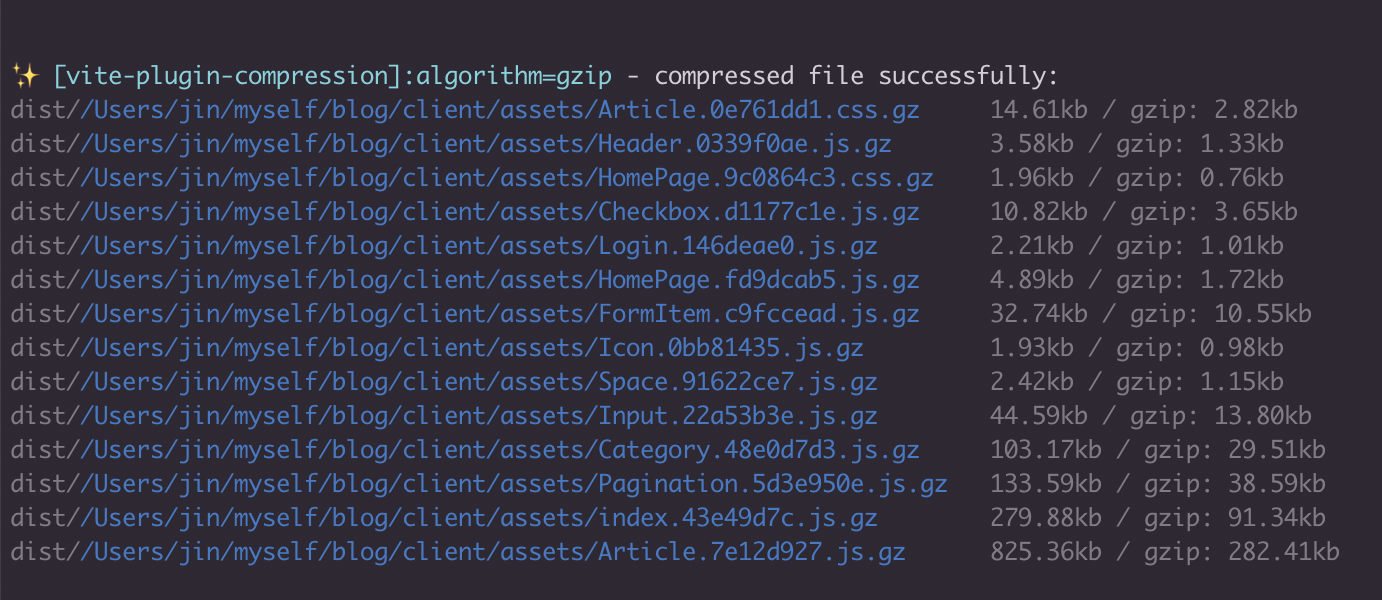 ✨ [vite-plugin-compression]:algorithm=gzip - compressed file successfully:
dist//Users/jin/myself/blog/client/assets/Article.0e761dd1.css.gz 14.61kb / gzip: 2.82kb
dist//Users/jin/myself/blog/client/assets/Header.0339f0ae.js.gz 3.58kb / gzip: 1.33kb
dist//Users/jin/myself/blog/client/assets/HomePage.9c0864c3.css.gz 1.96kb / gzip: 0.76kb
dist//Users/jin/myself/blog/client/assets/Checkbox.d1177c1e.js.gz 10.82kb / gzip: 3.65kb
dist//Users/jin/myself/blog/client/assets/Login.146deae0.js.gz 2.21kb / gzip: 1.01kb
dist//Users/jin/myself/blog/client/assets/HomePage.fd9dcab5.js.gz 4.89kb / gzip: 1.72kb
dist//Users/jin/myself/blog/client/assets/FormItem.c9fccead.js.gz 32.74kb / gzip: 10.55kb
dist//Users/jin/myself/blog/client/assets/Icon.0bb81435.js.gz 1.93kb / gzip: 0.98kb
dist//Users/jin/myself/blog/client/assets/Space.91622ce7.js.gz 2.42kb / gzip: 1.15kb
dist//Users/jin/myself/blog/client/assets/Input.22a53b3e.js.gz 44.59kb / gzip: 13.80kb
dist//Users/jin/myself/blog/client/assets/Category.48e0d7d3.js.gz 103.17kb / gzip: 29.51kb
dist//Users/jin/myself/blog/client/assets/Pagination.5d3e950e.js.gz 133.59kb / gzip: 38.59kb
dist//Users/jin/myself/blog/client/assets/index.43e49d7c.js.gz 279.88kb / gzip: 91.34kb
dist//Users/jin/myself/blog/client/assets/Article.7e12d927.js.gz 825.36kb / gzip: 282.41kb